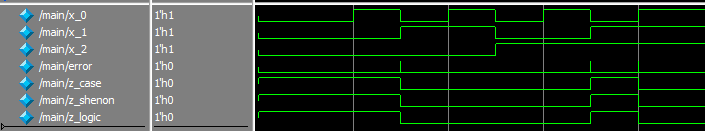 /main/x_0 1'h1
/main/x_1 1'h1
/main/x_2 1'h1
/main/error 1'h0
/main/z_case 1'h0
/main/z_shenon 1'h0
/main/z_logic 1'h0